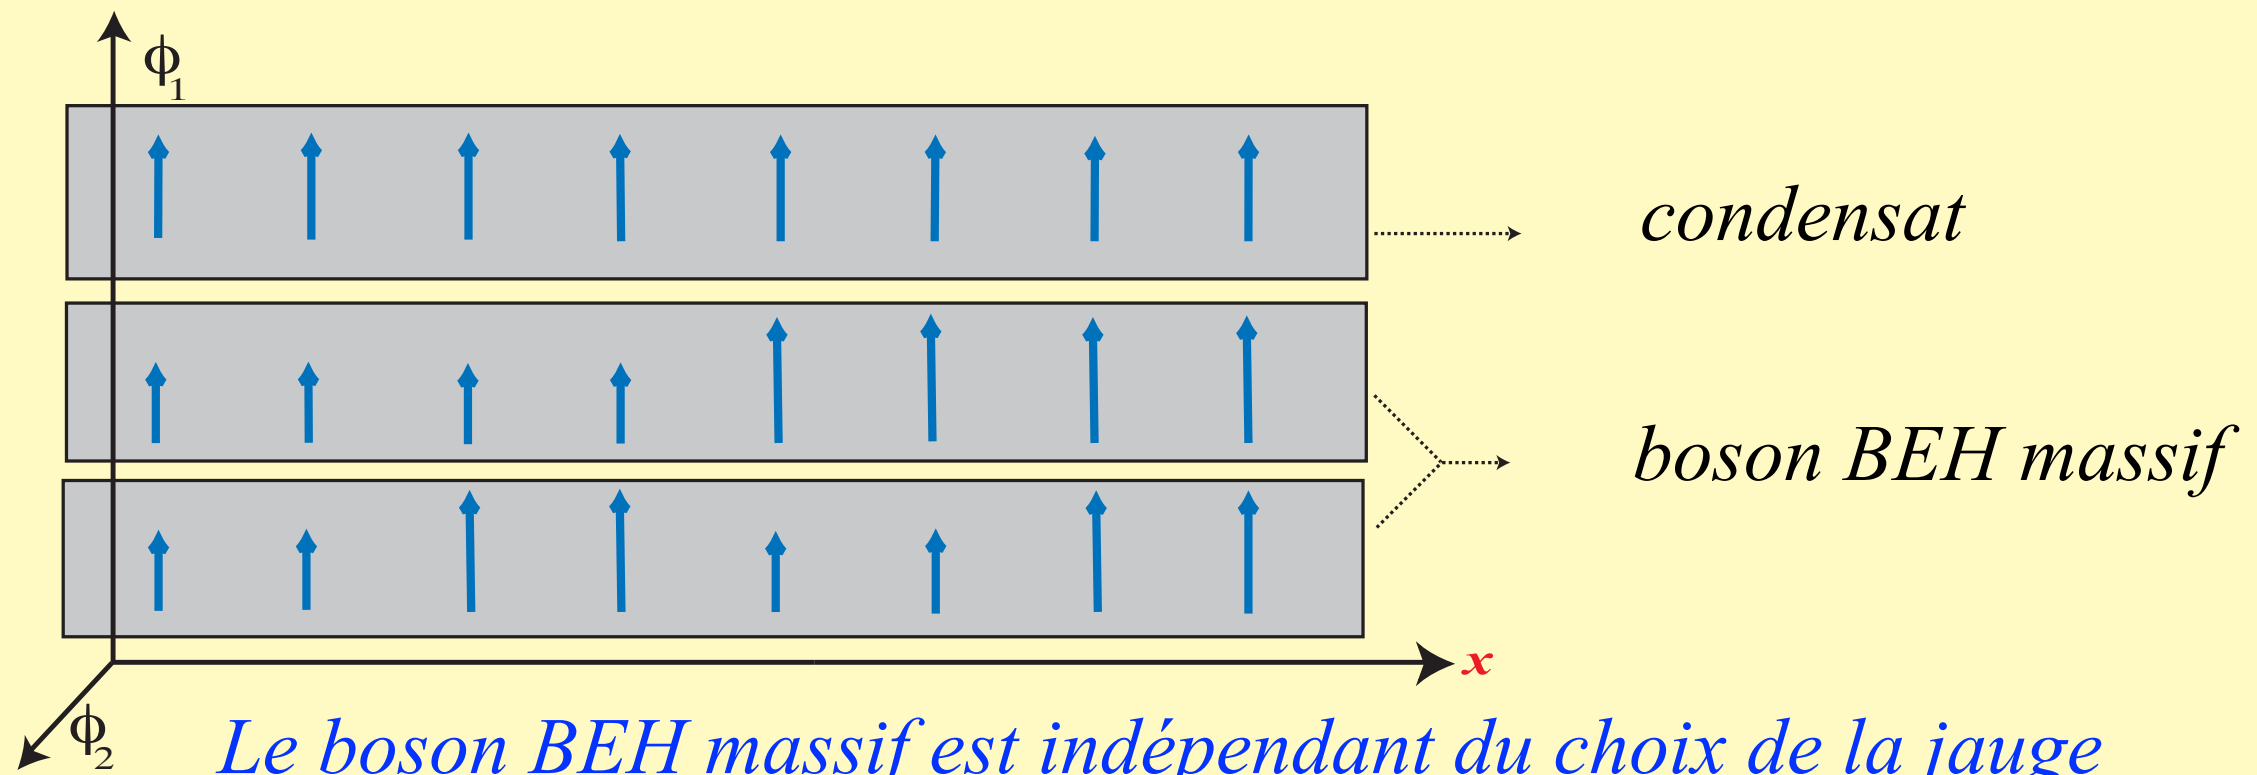 ϕ1
condensat
boson BEH massif
x
ϕ2
Le boson BEH massif est indépendant du choix de la jauge